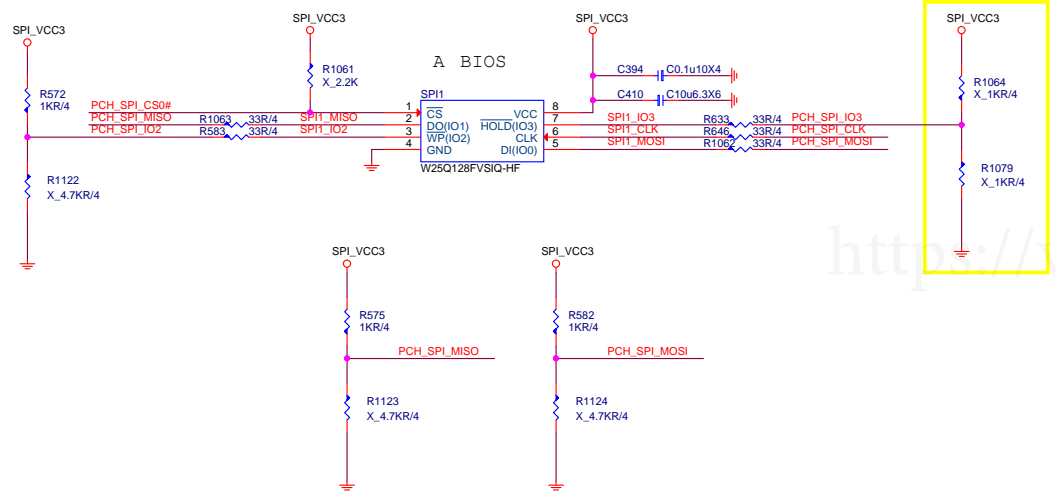 SPI_VCC3
SPI_VCC3
SPI_VCC3
SPI_VCC3
R572
1KR/4
R1061
X_2.2K
A BIOS
C394
C0.1u10X4
C410
C10u6.3X6
R1064
X_1KR/4
PCH_SPI_CS0#
PCH_SPI_MISO
R1063
33R/4
SPI1_MISO
PCH_SPI_IO2
R583
33R/4
SPI1_IO2
SPI1
1
CS
VCC
8
2
DO(IO1)
HOLD(IO3)
7
3
WP(IO2)
CLK
6
4
GND
DI(IO0)
5
W25Q128FVSIQ-HF
SPI1_IO3
R633
33R/4
PCH_SPI_IO3
SPI1_CLK
R646
33R/4
PCH_SPI_CLK
SPI1_MOSI
R1062
33R/4
PCH_SPI_MOSI
R1122
X_4.7KR/4
R1079
X_1KR/4
https://
SPI_VCC3
SPI_VCC3
R575
1KR/4
R582
1KR/4
PCH_SPI_MISO
PCH_SPI_MOSI
R1123
X_4.7KR/4
R1124
X_4.7KR/4